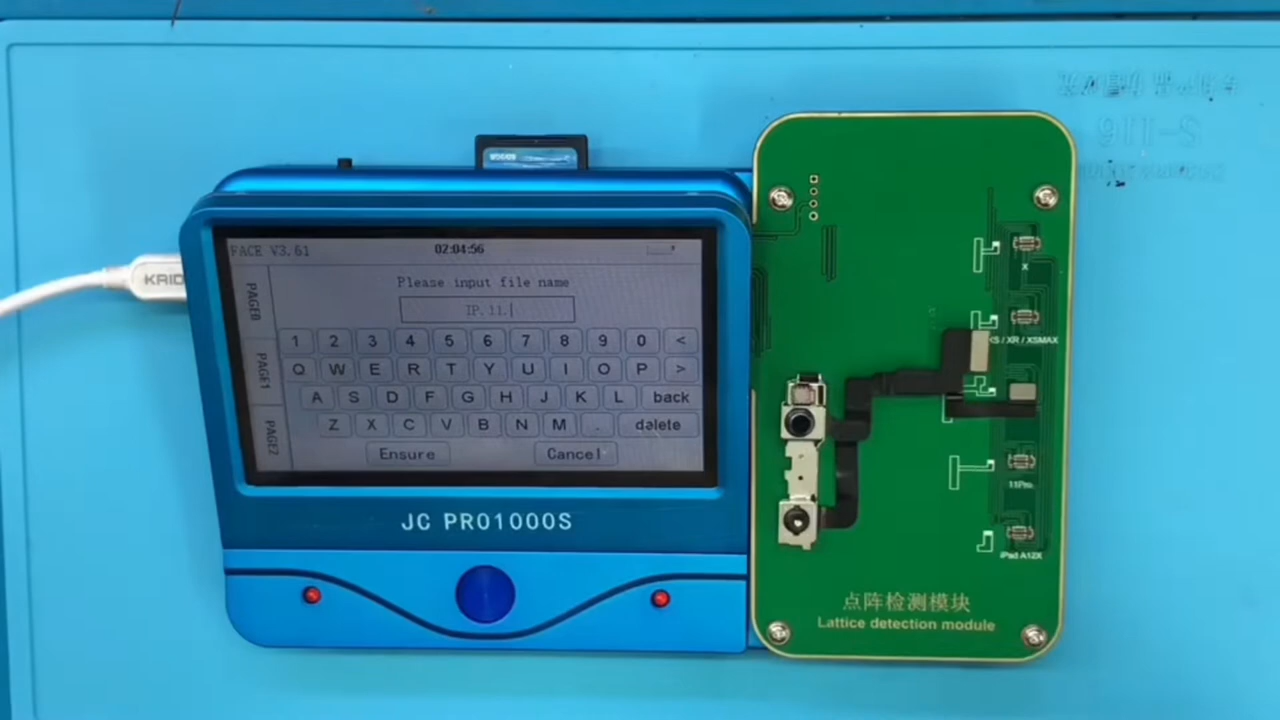 FACE V3.61
02:04:56
PAGE0
PAGE1
PAGE2
Please input file name
IP.11.
1 2 3 4 5 6 7 8 9 0 <
Q W E R T Y U I O P >
A S D F G H J K L back
Z X C V B N M . dalete
Ensure
Cancel
JC PRO1000S
X
XS / XR / XSMAX
11Pro
iPad A12X
点阵检测模块
Lattice detection module
S-116